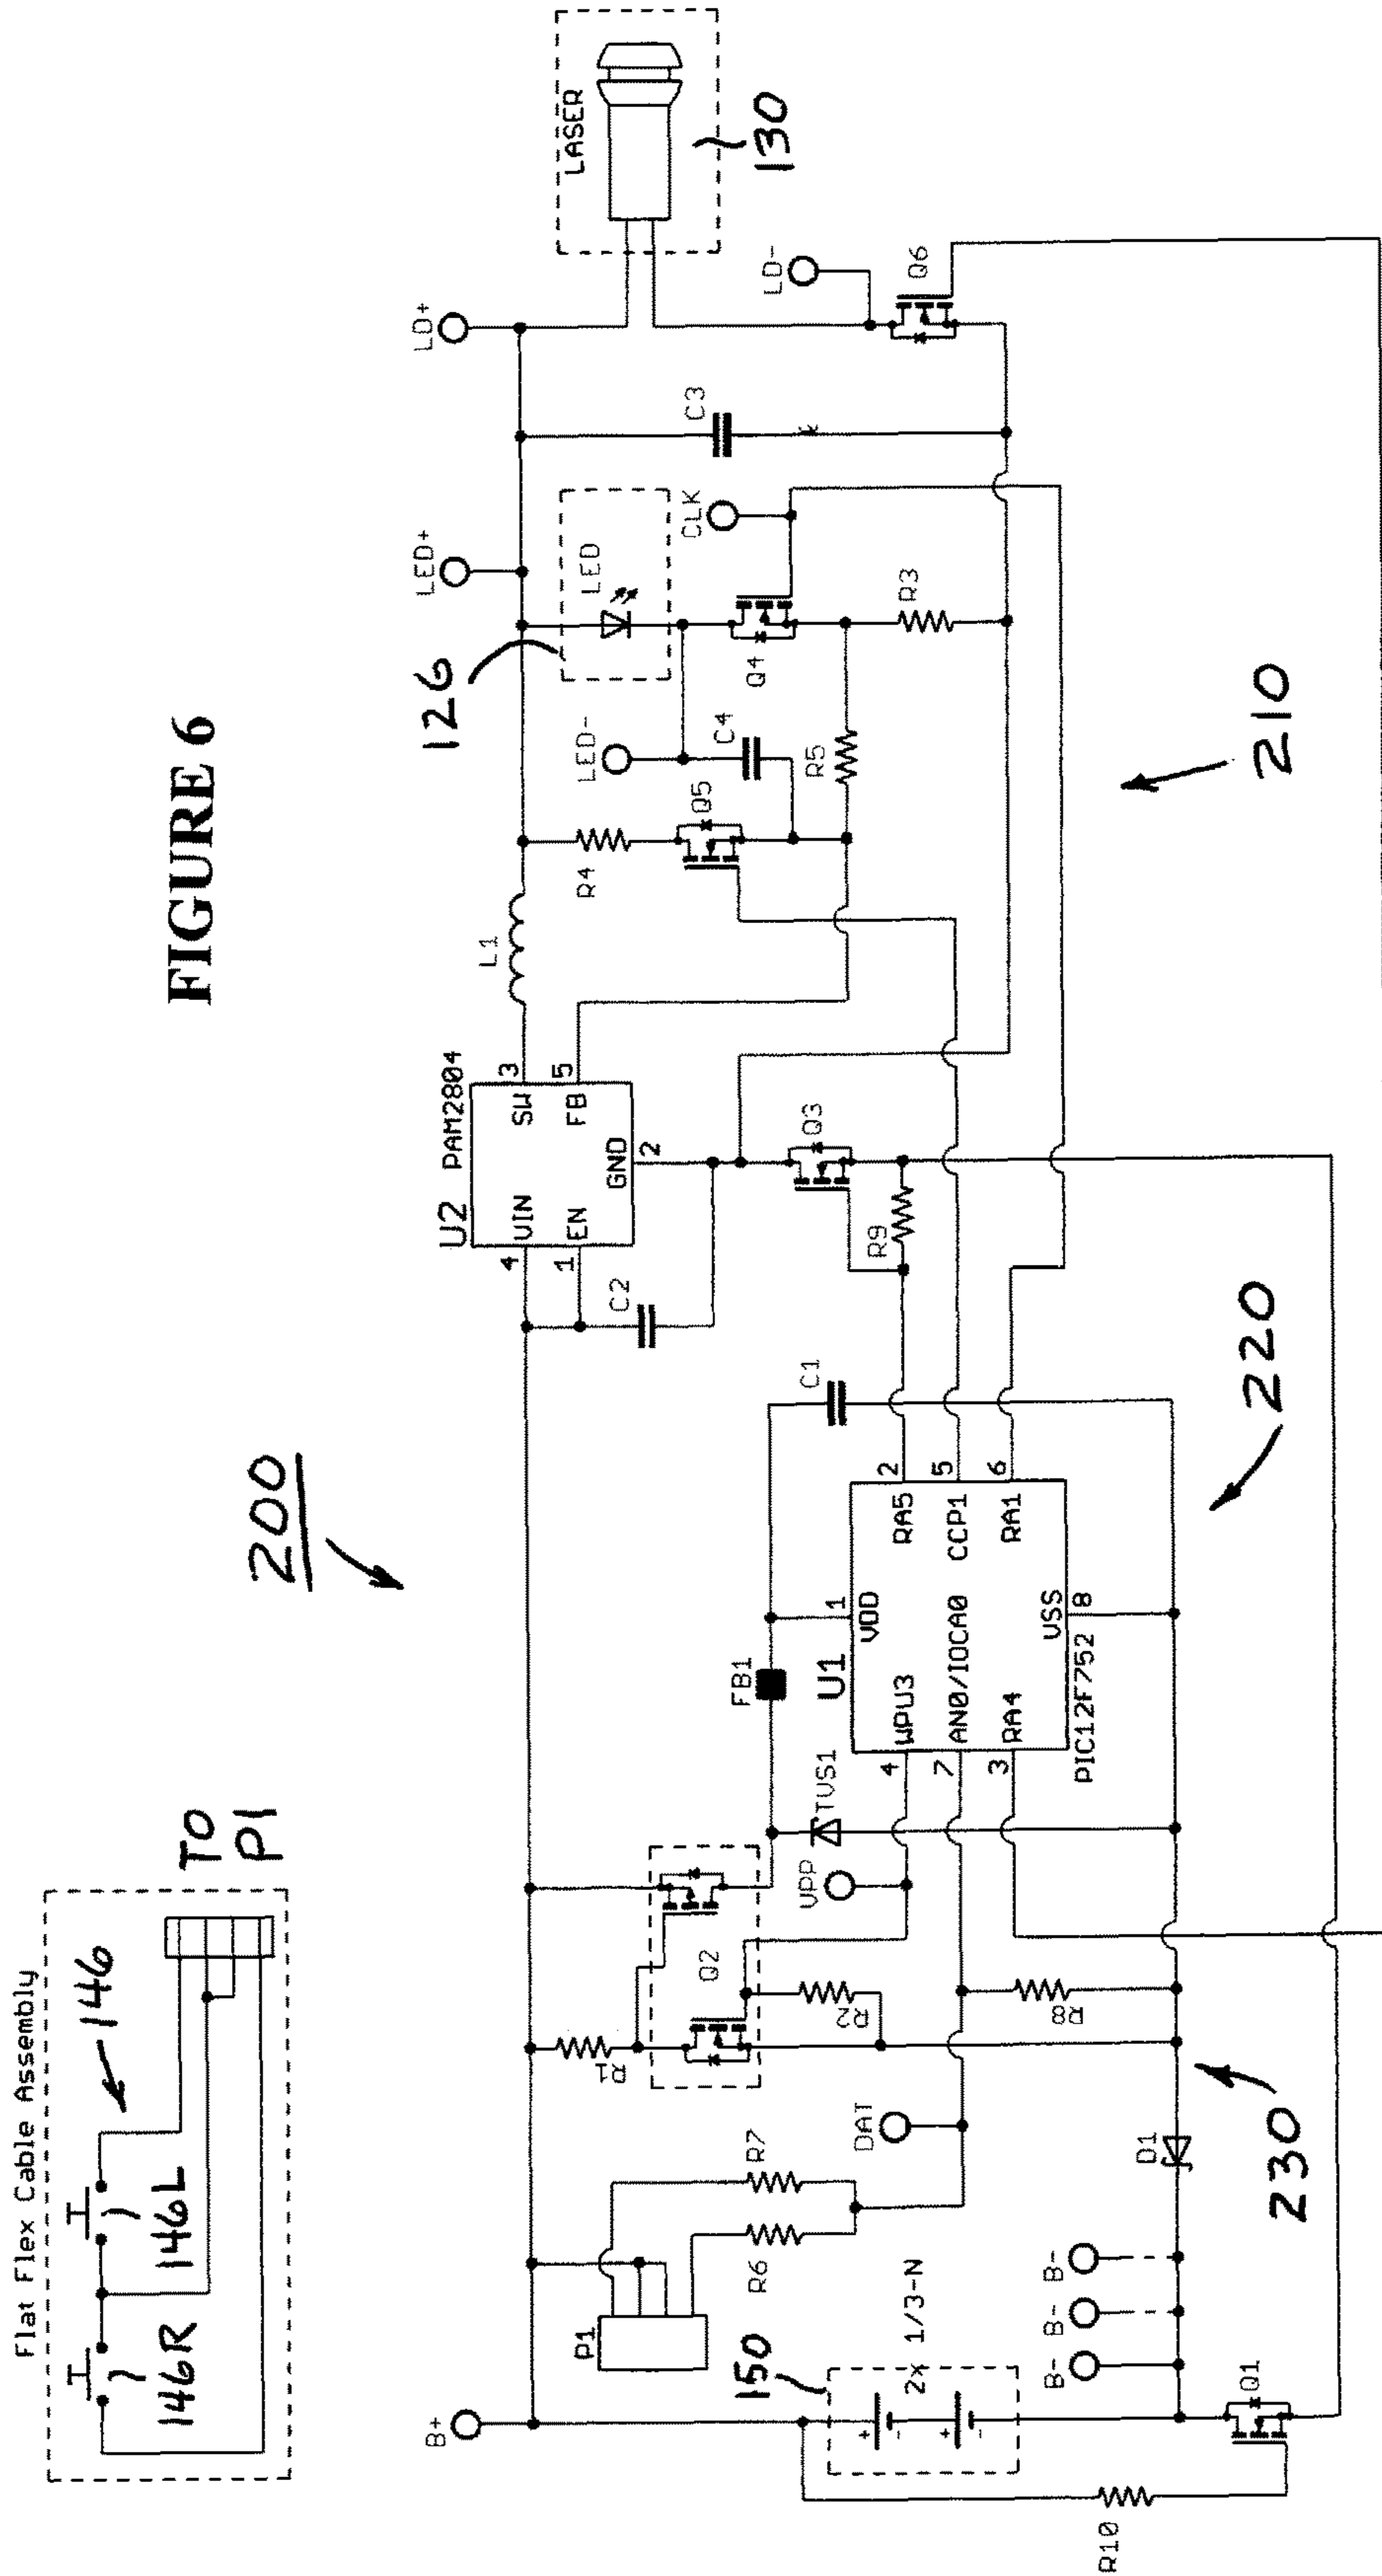 FIGURE 6
200
Flat Flex Cable Assembly
146
146R
146L
TO
P1
B+
P1
R6
R7
DAT
150
2x 1/3-N
+
-
+
-
R10
Q1
B-
B-
B-
D1
230
R1
Q2
R2
R8
VPP
TVS1
FB1
U1
VDD
1
WPU3
4
AN0/IOCA0
7
RA4
3
PIC12F752
VSS
8
RA5
2
CCP1
5
RA1
6
C1
220
C2
U2
PAM2804
VIN
4
EN
1
SW
3
FB
5
GND
2
R9
Q3
L1
R4
Q5
LED-
C4
R5
126
LED+
LED
Q4
R3
CLK
210
C3
LD+
LD-
Q6
LASER
130